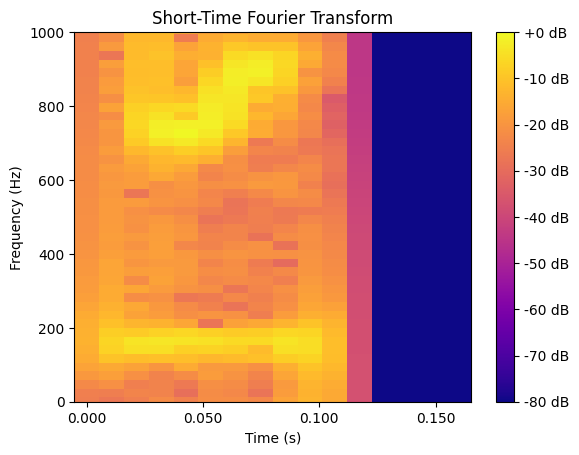 Short-Time Fourier Transform
1000
800
600
400
200
0
Frequency (Hz)
0.000
0.050
0.100
0.150
Time (s)
+0 dB
-10 dB
-20 dB
-30 dB
-40 dB
-50 dB
-60 dB
-70 dB
-80 dB